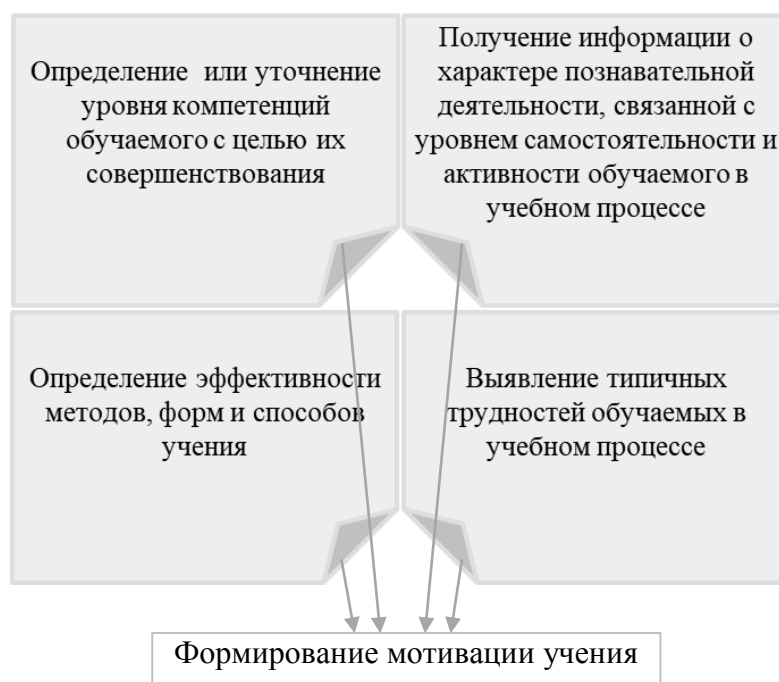 Определение или уточнение
уровня компетенций
обучаемого с целью их
совершенствования
Получение информации о
характере познавательной
деятельности, связанной с
уровнем самостоятельности и
активности обучаемого в
учебном процессе
Определение эффективности
методов, форм и способов
учения
Выявление типичных
трудностей обучаемых в
учебном процессе
Формирование мотивации учения